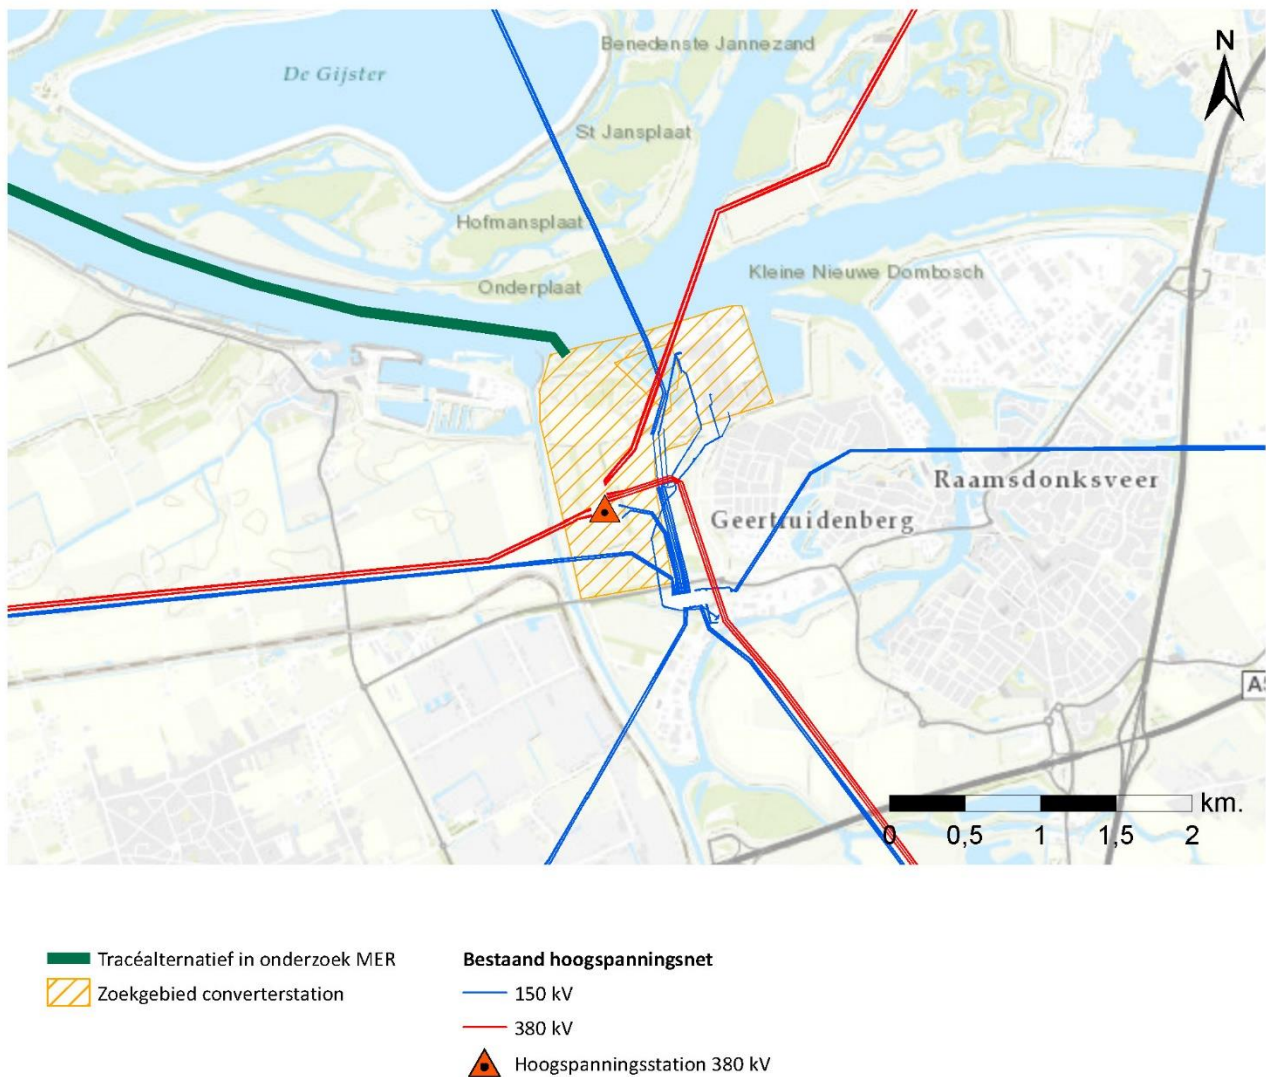 Benedenste Jannezand
N
De Gijster
St Jansplaat
Hofmansplaat
Kleine Nieuwe Dombosch
Onderplaat
Raamsdonksveer
Geertruidenberg
A5
km.
0 0,5 1 1,5 2
Tracéalternatief in onderzoek MER
Zoekgebied converterstation
Bestaand hoogspanningsnet
150 kV
380 kV
Hoogspanningsstation 380 kV